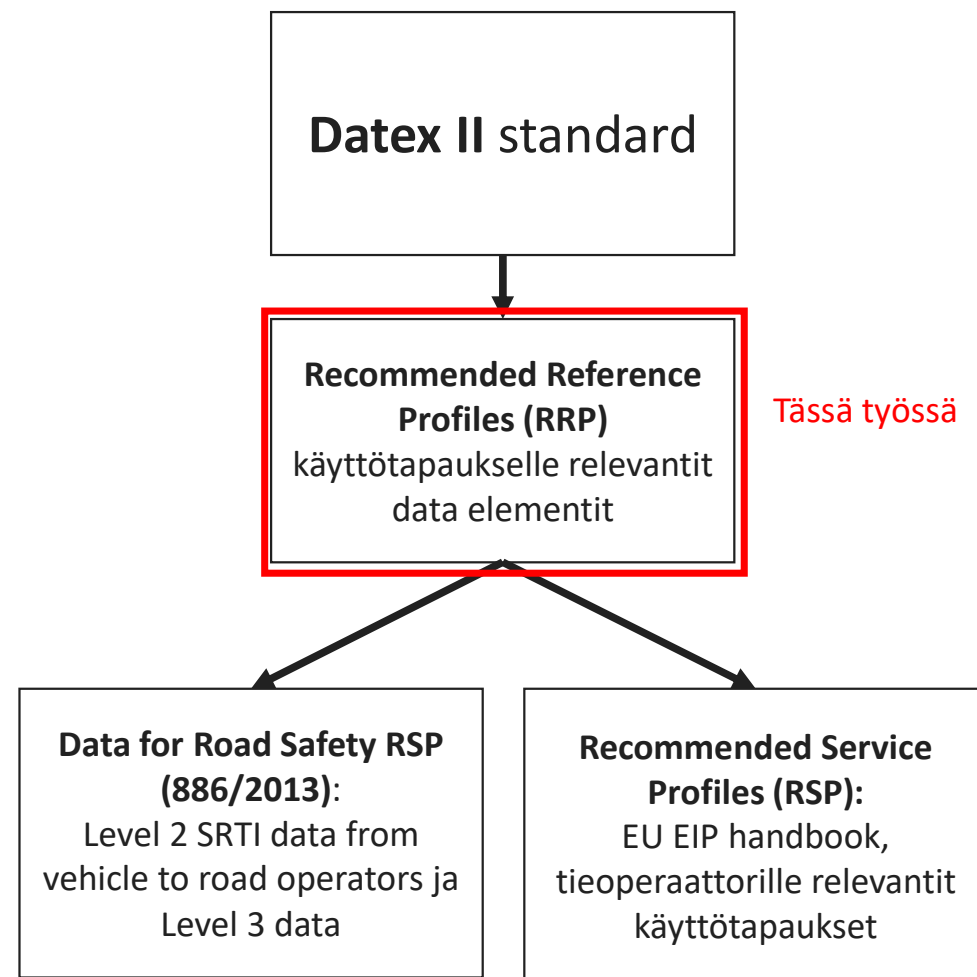 Datex II standard
Recommended Reference
Profiles (RRP)
käyttötapaukselle relevantit
data elementit
Tässä työssä
Data for Road Safety RSP
(886/2013):
Level 2 SRTI data from
vehicle to road operators ja
Level 3 data
Recommended Service
Profiles (RSP):
EU EIP handbook,
tieoperaattorille relevantit
käyttötapaukset